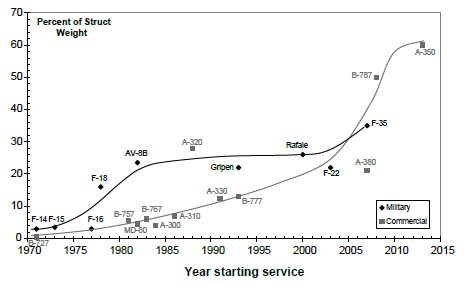 Percent of Struct
Weight
70
60
50
40
30
20
10
0
A-350
B-787
F-35
A-320
AV-8B
Rafale
Gripen
F-22
A-380
F-18
A-330
B-777
B-757
B-767
A-310
F-14
F-15
F-16
MD-80
A-300
B-727
Military
Commercial
1970
1975
1980
1985
1990
1995
2000
2005
2010
2015
Year starting service